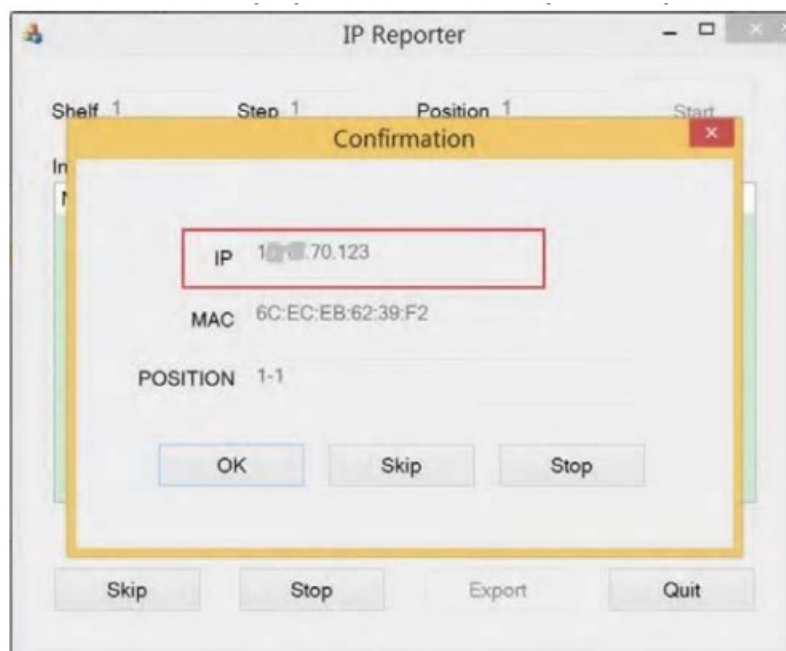 IP Reporter
Shelf 1 Step 1 Position 1 Start
Confirmation
In
IP .70.123
MAC 6C:EC:EB:62:39:F2
POSITION 1-1
OK Skip Stop
Skip Stop Export Quit